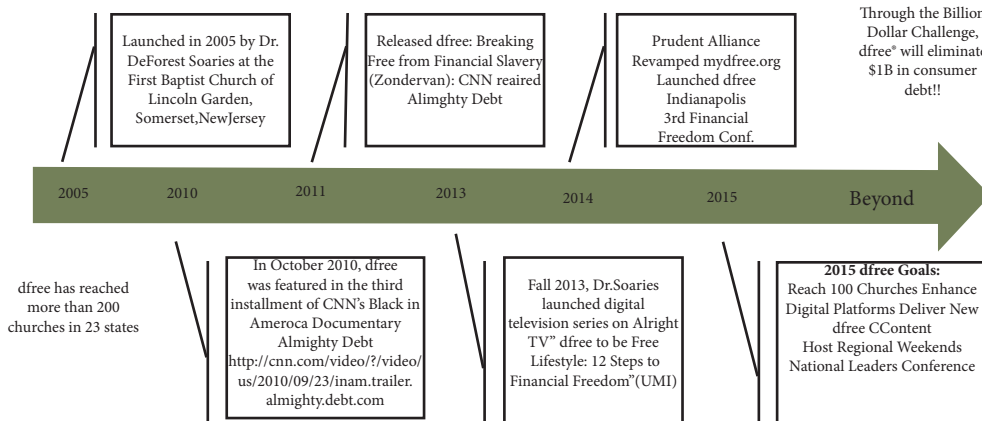 Launched in 2005 by Dr.
DeForest Soaries at the
First Baptist Church of
Lincoln Garden,
Somerset,NewJersey
Released dfree: Breaking
Free from Financial Slavery
(Zondervan): CNN reaired
Alimghty Debt
Prudent Alliance
Revamped mydfree.org
Launched dfree
Indianapolis
3rd Financial
Freedom Conf.
Through the Billion
Dollar Challenge,
dfree® will eliminate
$1B in consumer
debt!!
2005
2010
2011
2013
2014
2015
Beyond
dfree has reached
more than 200
churches in 23 states
In October 2010, dfree
was featured in the third
installment of CNN's Black in
Ameroca Documentary
Almighty Debt
http://cnn.com/video/?/video/
us/2010/09/23/inam.trailer.
almighty.debt.com
Fall 2013, Dr.Soaries
launched digital
television series on Alright
TV” dfree to be Free
Lifestyle: 12 Steps to
Financial Freedom”(UMI)
2015 dfree Goals:
Reach 100 Churches Enhance
Digital Platforms Deliver New
dfree CContent
Host Regional Weekends
National Leaders Conference